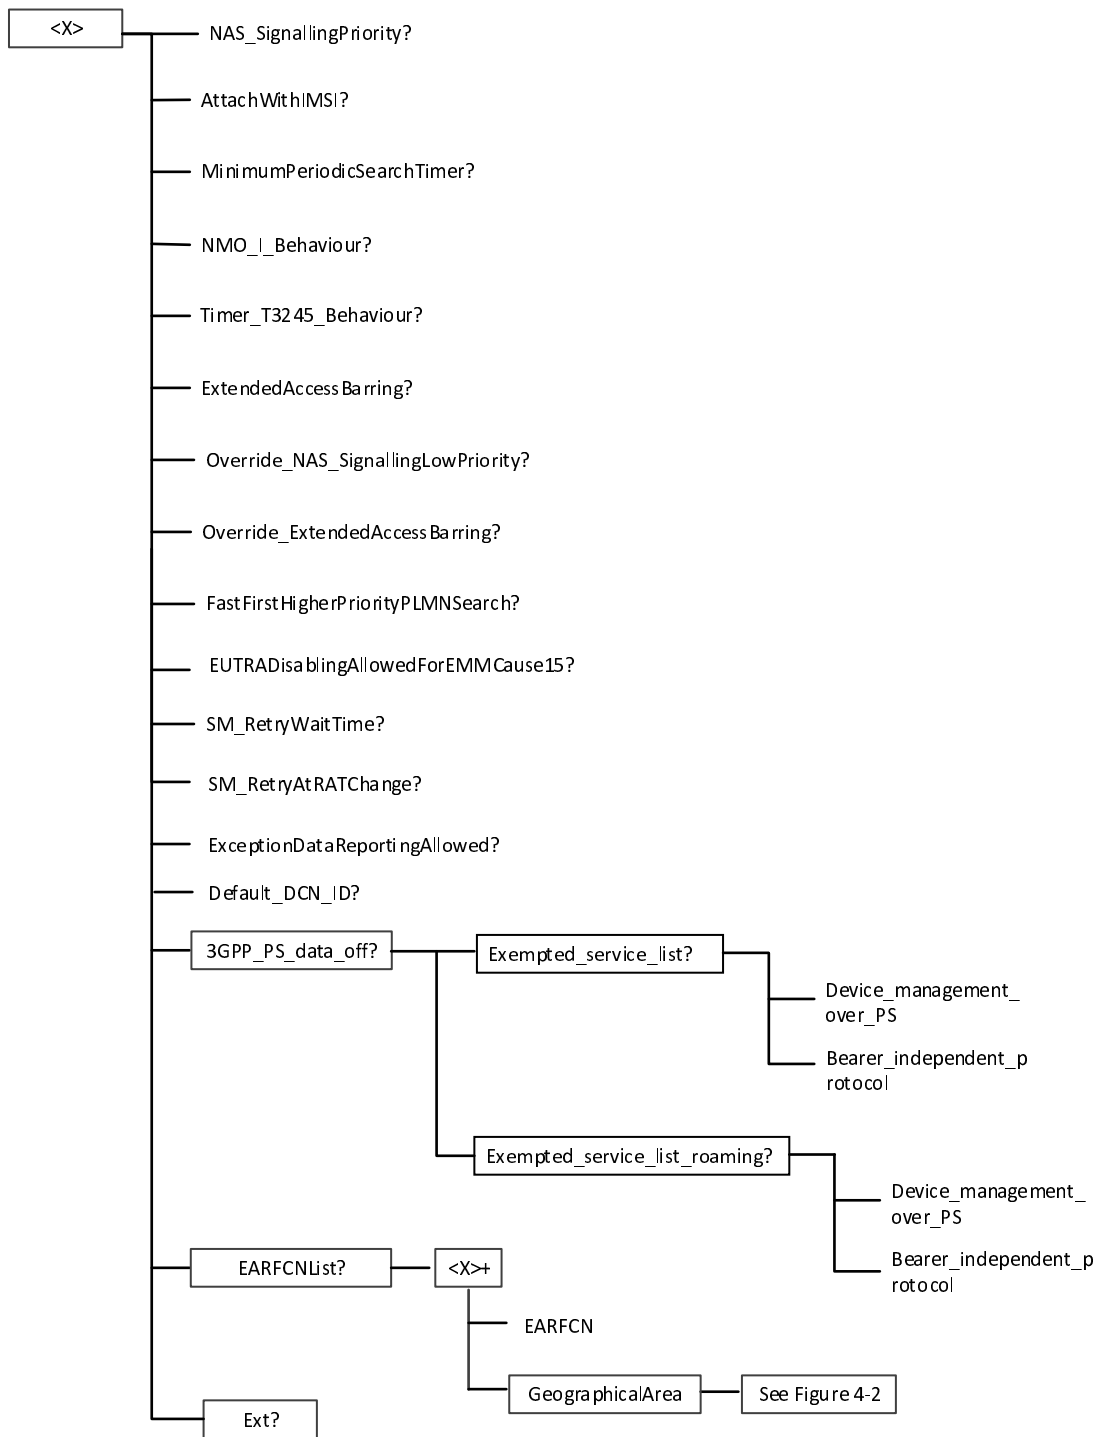 <X>
NAS_SignallingPriority?
AttachWithIMSI?
MinimumPeriodicSearchTimer?
NMO_I_Behaviour?
Timer_T3245_Behaviour?
ExtendedAccessBarring?
Override_NAS_SignallingLowPriority?
Override_ExtendedAccessBarring?
FastFirstHigherPriorityPLMNSearch?
EUTRADisablingAllowedForEMMCause15?
SM_RetryWaitTime?
SM_RetryAtRATChange?
ExceptionDataReportingAllowed?
Default_DCN_ID?
3GPP_PS_data_off?
Exempted_service_list?
Device_management_
over_PS
Bearer_independent_p
rotocol
Exempted_service_list_roaming?
Device_management_
over_PS
Bearer_independent_p
rotocol
EARFCNList?
<X>+
EARFCN
GeographicalArea
See Figure 4-2
Ext?